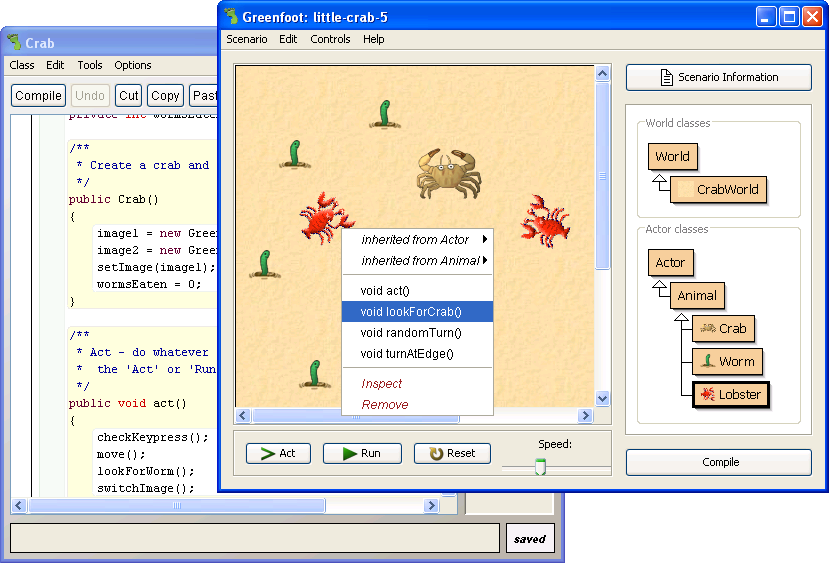 Crab
Class Edit Tools Options
Compile Undo Cut Copy Past
private int wormsEaten
/**
* Create a crab and
*/
public Crab()
{
image1 = new Green
image2 = new Green
setImage(image1);
wormsEaten = 0;
}
/**
* Act - do whatever
* the 'Act' or 'Run
*/
public void act()
{
checkKeypress();
move();
lookForWorm();
switchImage();
saved
Greenfoot: little-crab-5
Scenario Edit Controls Help
inherited from Actor
inherited from Animal
void act()
void lookForCrab()
void randomTurn()
void turnAtEdge()
Inspect
Remove
> Act
Run
Reset
Speed:
Scenario Information
World classes
World
CrabWorld
Actor classes
Actor
Animal
Crab
Worm
Lobster
Compile